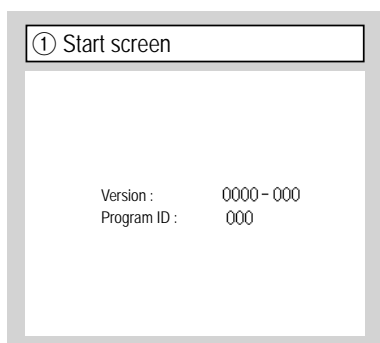 ① Start screen
Version : 0000-000
Program ID : 000